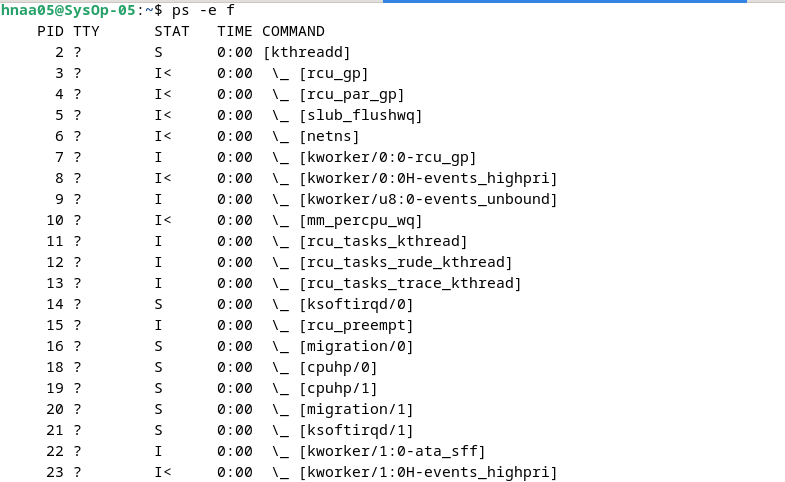 hnaa05@SysOp-05:~$ ps -e f
    PID TTY      STAT   TIME COMMAND
      2 ?        S      0:00 [kthreadd]
      3 ?        I<     0:00  \_ [rcu_gp]
      4 ?        I<     0:00  \_ [rcu_par_gp]
      5 ?        I<     0:00  \_ [slub_flushwq]
      6 ?        I<     0:00  \_ [netns]
      7 ?        I      0:00  \_ [kworker/0:0-rcu_gp]
      8 ?        I<     0:00  \_ [kworker/0:0H-events_highpri]
      9 ?        I      0:00  \_ [kworker/u8:0-events_unbound]
     10 ?        I<     0:00  \_ [mm_percpu_wq]
     11 ?        I      0:00  \_ [rcu_tasks_kthread]
     12 ?        I      0:00  \_ [rcu_tasks_rude_kthread]
     13 ?        I      0:00  \_ [rcu_tasks_trace_kthread]
     14 ?        S      0:00  \_ [ksoftirqd/0]
     15 ?        I      0:00  \_ [rcu_preempt]
     16 ?        S      0:00  \_ [migration/0]
     18 ?        S      0:00  \_ [cpuhp/0]
     19 ?        S      0:00  \_ [cpuhp/1]
     20 ?        S      0:00  \_ [migration/1]
     21 ?        S      0:00  \_ [ksoftirqd/1]
     22 ?        I      0:00  \_ [kworker/1:0-ata_sff]
     23 ?        I<     0:00  \_ [kworker/1:0H-events_highpri]